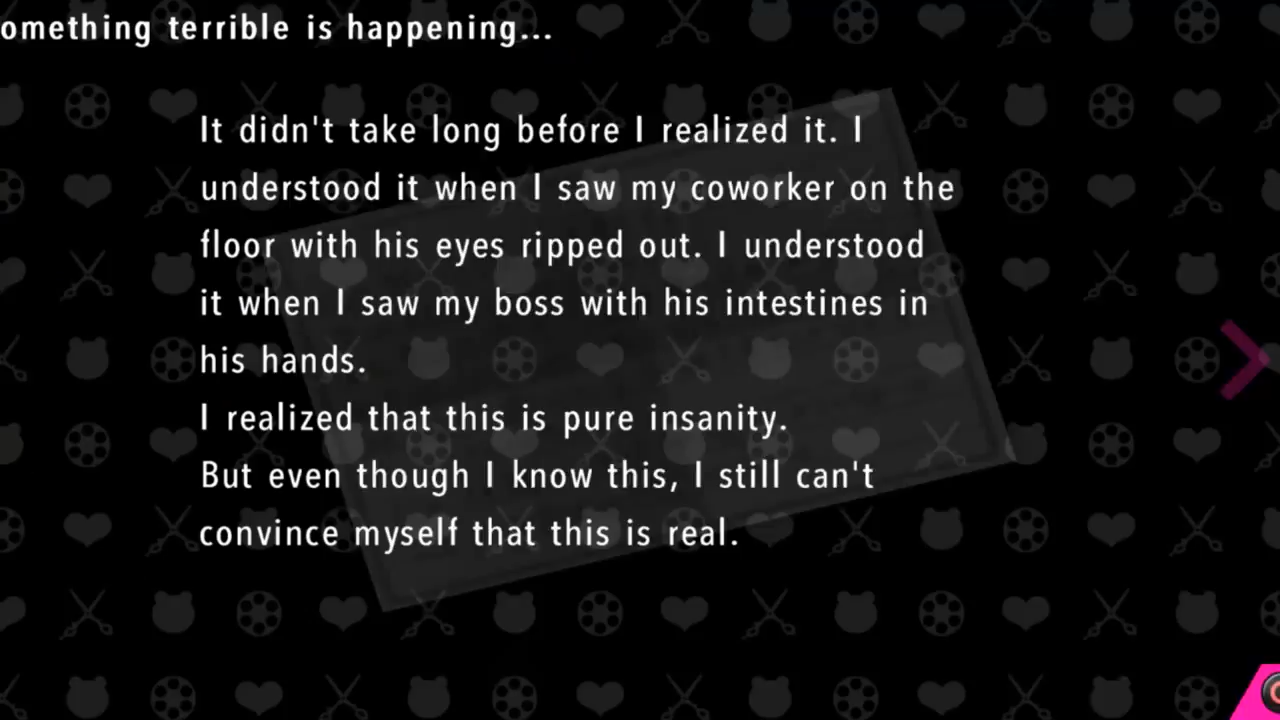 omething terrible is happening...
It didn't take long before I realized it. I
understood it when I saw my coworker on the
floor with his eyes ripped out. I understood
it when I saw my boss with his intestines in
his hands.
I realized that this is pure insanity.
But even though I know this, I still can't
convince myself that this is real.